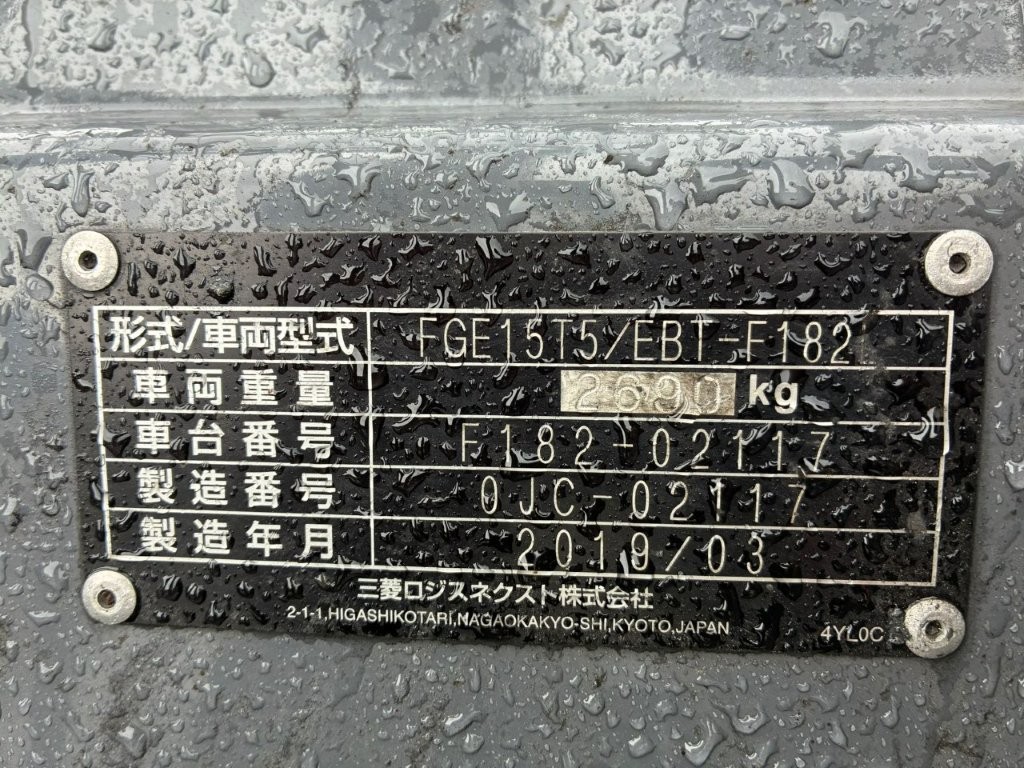 形式/車両型式 FGE15T5/EBT-F182
車両重量 2690 kg
車台番号 F182-02117
製造番号 0JC-02117
製造年月 2019/03
三菱ロジスネクスト株式会社
2-1-1,HIGASHIKOTARI,NAGAOKAKYO-SHI,KYOTO,JAPAN 4YL0C